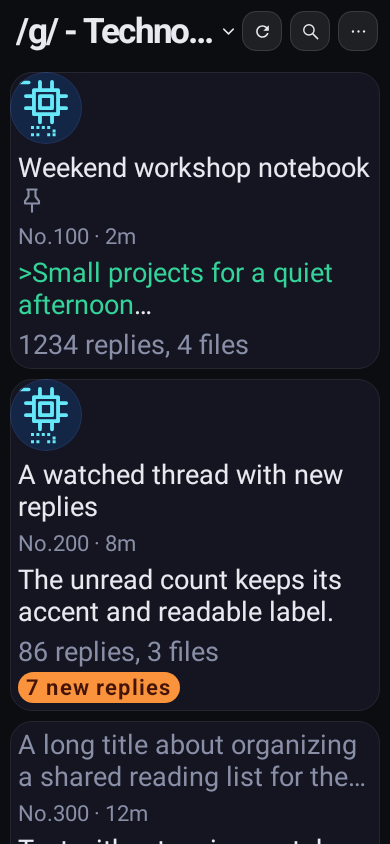 /g/ - Techno...
Weekend workshop notebook
No.100 · 2m
>Small projects for a quiet
afternoon...
1234 replies, 4 files
A watched thread with new
replies
No.200 · 8m
The unread count keeps its
accent and readable label.
86 replies, 3 files
7 new replies
A long title about organizing
a shared reading list for the...
No.300 · 12m